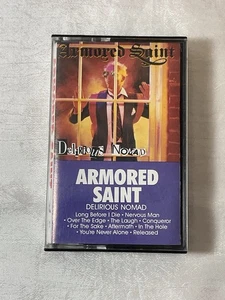 Armored Saint
Delirious Nomad
ARMORED
SAINT
DELIRIOUS NOMAD
Long Before I Die • Nervous Man
• Over The Edge • The Laugh • Conqueror
• For The Sake • Aftermath • In The Hole
• You're Never Alone • Released